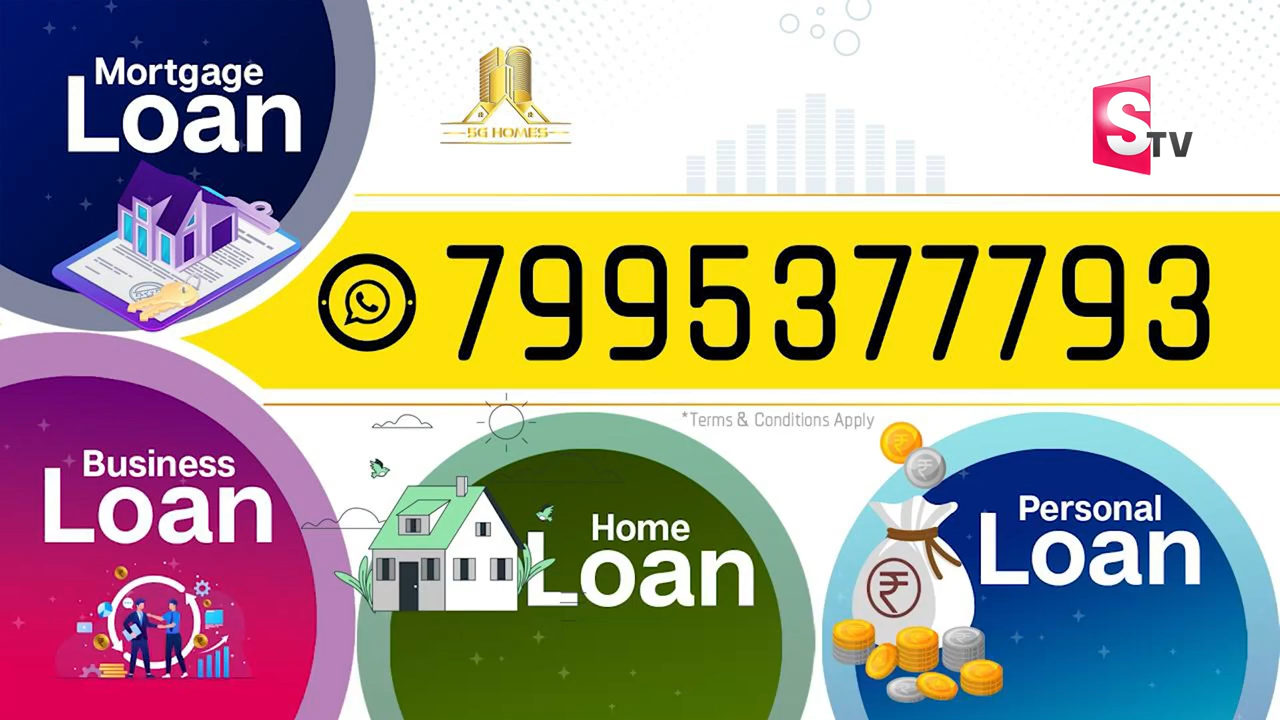 Mortgage
Loan
5G HOMES
S TV
7995377793
*Terms & Conditions Apply
Business
Loan
Home
Loan
Personal
Loan